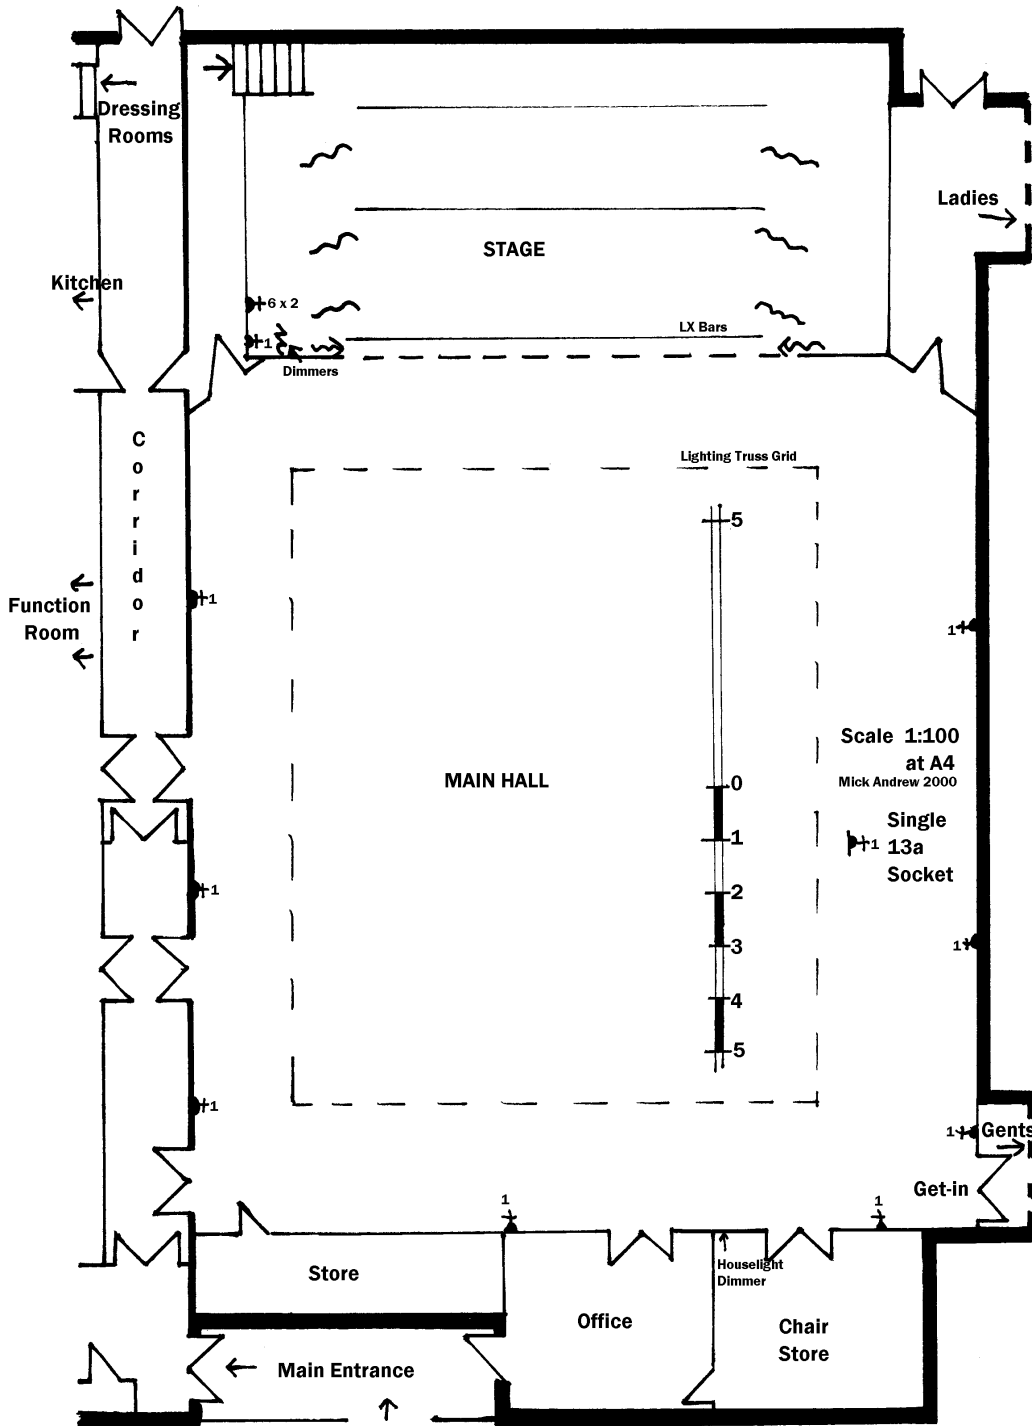 Dressing
Rooms
Ladies
STAGE
Kitchen
6 x 2
LX Bars
1
Dimmers
Corridor
Lighting Truss Grid
5
1
Function
Room
1
Scale 1:100
at A4
Mick Andrew 2000
MAIN HALL
0
Single
13a
Socket
1
1
2
1
3
1
4
5
1
1
Gents
Get-in
1
1
Houselight
Dimmer
Store
Office
Chair
Store
Main Entrance